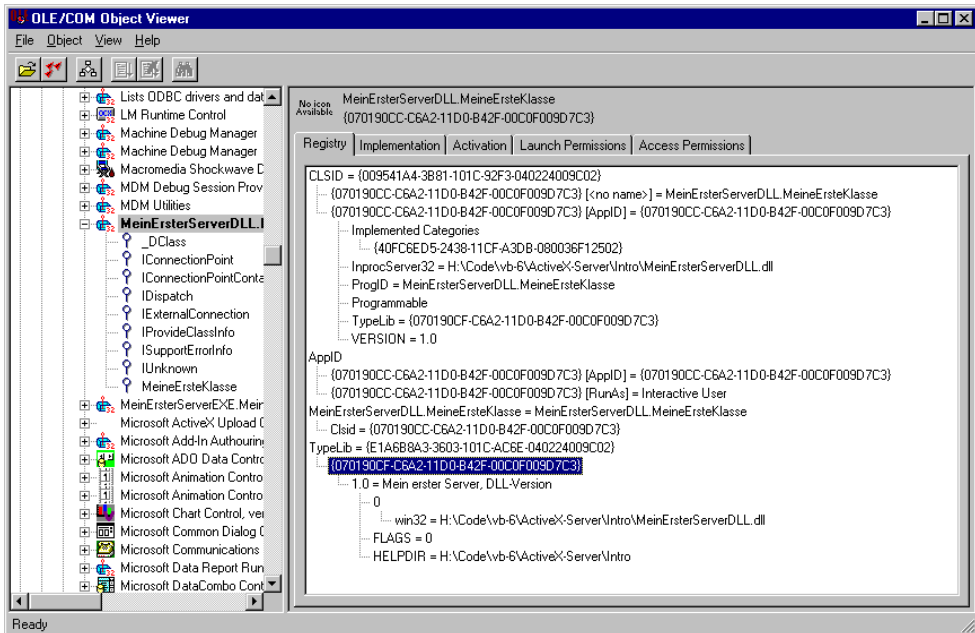 OLE/COM Object Viewer
File Object View Help
Lists ODBC drivers and dat
LM Runtime Control
Machine Debug Manager
Machine Debug Manager
Macromedia Shockwave D
MDM Debug Session Prov
MDM Utilities
MeinErsterServerDLL.I
_DClass
IConnectionPoint
IConnectionPointConta
IDispatch
IExternalConnection
IProvideClassInfo
ISupportErrorInfo
IUnknown
MeineErsteKlasse
MeinErsterServerEXE.Meir
Microsoft ActiveX Upload C
Microsoft Add-In Authouring
Microsoft ADO Data Contro
Microsoft Animation Contro
Microsoft Animation Contro
Microsoft Chart Control, ver
Microsoft Common Dialog C
Microsoft Communications
Microsoft Data Report Run
Microsoft DataCombo Cont
No icon Available
MeinErsterServerDLL.MeineErsteKlasse
{070190CC-C6A2-11D0-B42F-00C0F009D7C3}
Registry Implementation Activation Launch Permissions Access Permissions
CLSID = {009541A4-3B81-101C-92F3-040224009C02}
{070190CC-C6A2-11D0-B42F-00C0F009D7C3} [<no name>] = MeinErsterServerDLL.MeineErsteKlasse
{070190CC-C6A2-11D0-B42F-00C0F009D7C3} [AppID] = {070190CC-C6A2-11D0-B42F-00C0F009D7C3}
Implemented Categories
{40FC6ED5-2438-11CF-A3DB-080036F12502}
InprocServer32 = H:\Code\vb-6\ActiveX-Server\Intro\MeinErsterServerDLL.dll
ProgID = MeinErsterServerDLL.MeineErsteKlasse
Programmable
TypeLib = {070190CF-C6A2-11D0-B42F-00C0F009D7C3}
VERSION = 1.0
AppID
{070190CC-C6A2-11D0-B42F-00C0F009D7C3} [AppID] = {070190CC-C6A2-11D0-B42F-00C0F009D7C3}
{070190CC-C6A2-11D0-B42F-00C0F009D7C3} [RunAs] = Interactive User
MeinErsterServerDLL.MeineErsteKlasse = MeinErsterServerDLL.MeineErsteKlasse
Clsid = {070190CC-C6A2-11D0-B42F-00C0F009D7C3}
TypeLib = {E1A6B8A3-3603-101C-AC6E-040224009C02}
{070190CF-C6A2-11D0-B42F-00C0F009D7C3}
1.0 = Mein erster Server, DLL-Version
0
win32 = H:\Code\vb-6\ActiveX-Server\Intro\MeinErsterServerDLL.dll
FLAGS = 0
HELPDIR = H:\Code\vb-6\ActiveX-Server\Intro
Ready